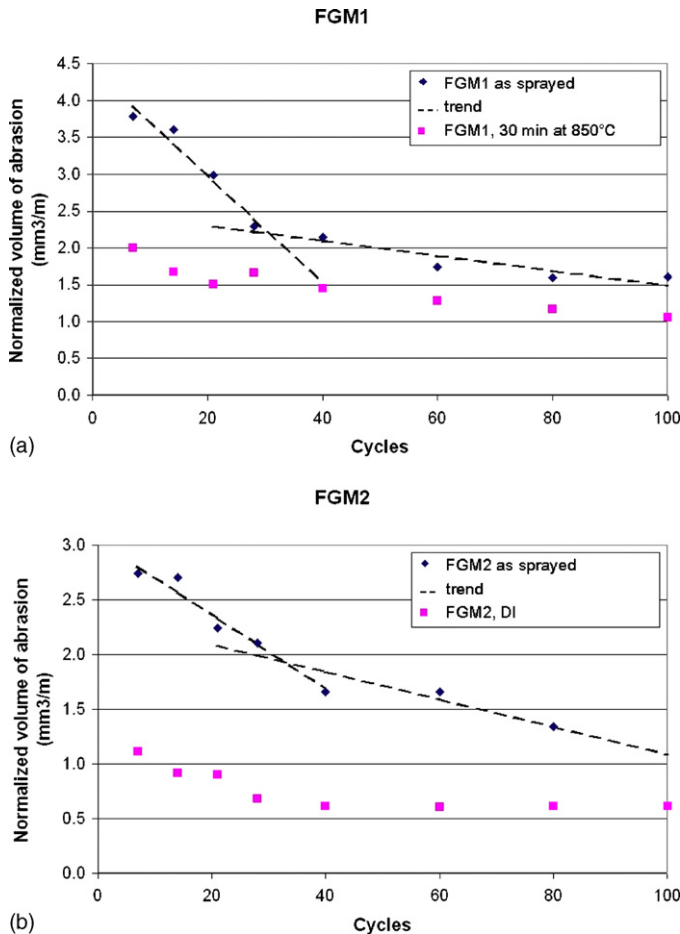 FGM1
4.5
4.0
3.5
3.0
2.5
2.0
1.5
1.0
0.5
0.0
Normalized volume of abrasion
(mm3/m)
FGM1 as sprayed
trend
FGM1, 30 min at 850°C
0 20 40 60 80 100
Cycles
(a)
FGM2
3.0
2.5
2.0
1.5
1.0
0.5
0.0
Normalized volume of abrasion
(mm3/m)
FGM2 as sprayed
trend
FGM2, DI
0 20 40 60 80 100
Cycles
(b)